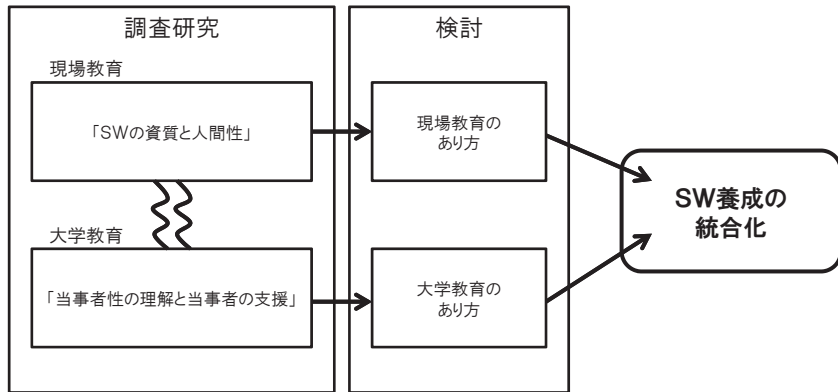 調査研究
検討
現場教育
「SWの資質と人間性」
現場教育の
あり方
SW養成の
統合化
大学教育
「当事者性の理解と当事者の支援」
大学教育の
あり方